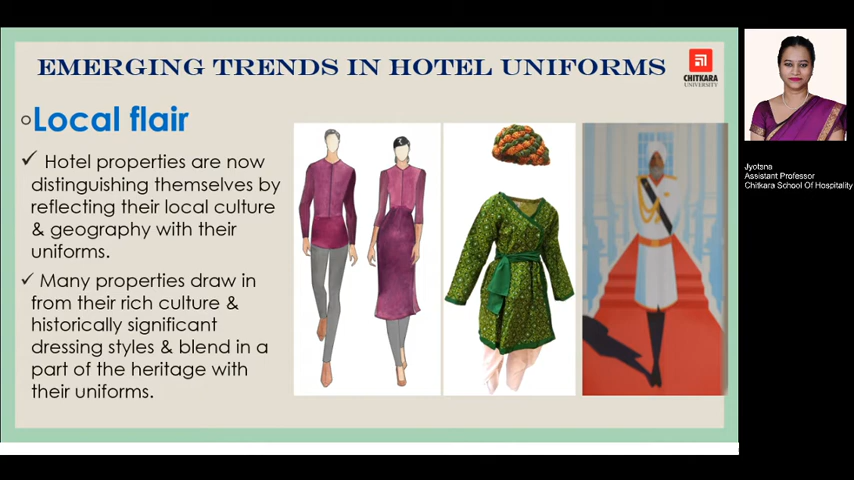 EMERGING TRENDS IN HOTEL UNIFORMS
CHITKARA
UNIVERSITY
Local flair
✓ Hotel properties are now
distinguishing themselves by
reflecting their local culture
& geography with their
uniforms.
✓ Many properties draw in
from their rich culture &
historically significant
dressing styles & blend in a
part of the heritage with
their uniforms.
Jyotsna
Assistant Professor
Chitkara School Of Hospitality